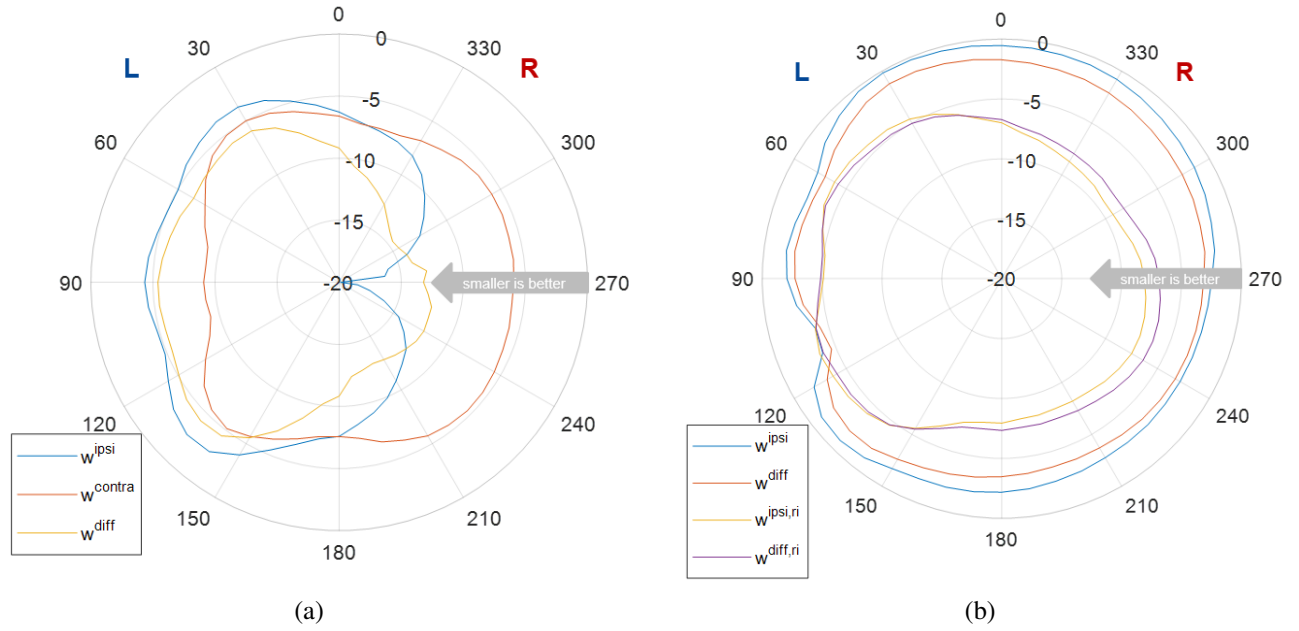 0
30
330
L
R
60
300
90
270
120
240
150
210
180
0
-5
-10
-15
-20
smaller is better
w^ipsi
w^contra
w^diff
(a)
0
30
330
L
R
60
300
90
270
120
240
150
210
180
0
-5
-10
-15
-20
smaller is better
w^ipsi
w^diff
w^ipsi,ri
w^diff,ri
(b)